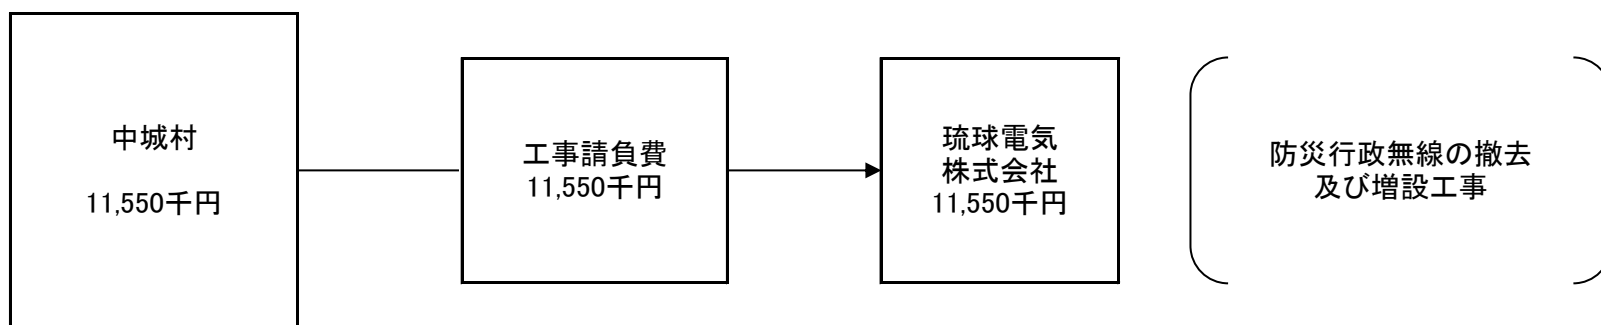 中城村
11,550千円
工事請負費
11,550千円
琉球電気
株式会社
11,550千円
防災行政無線の撤去
及び増設工事